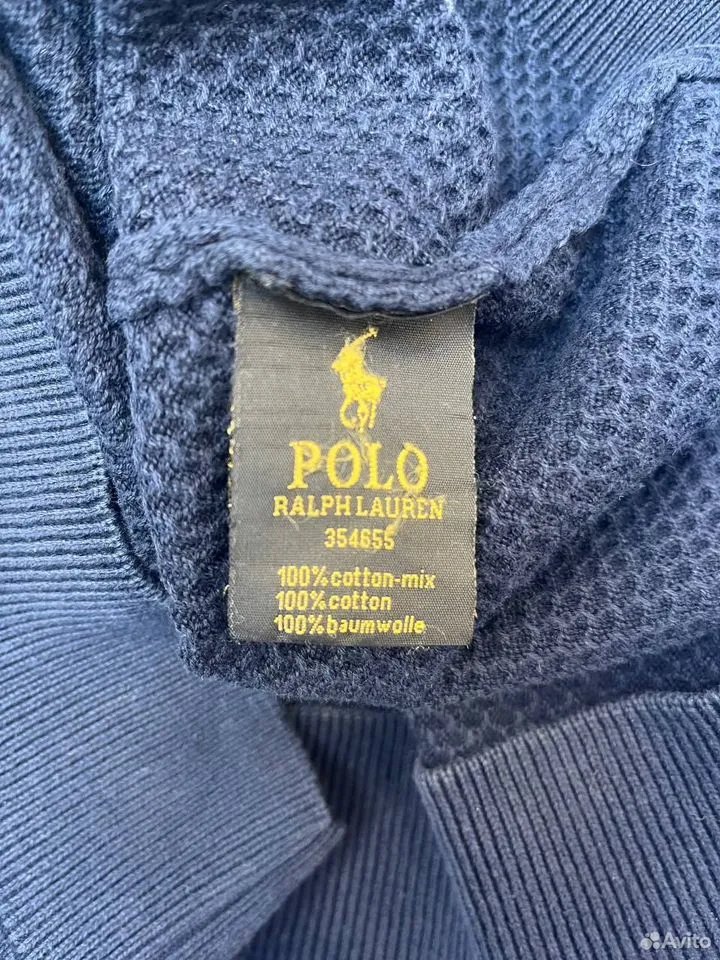 POLO
RALPH LAUREN
354655
100% cotton-mix
100% cotton
100% baumwolle
Avito